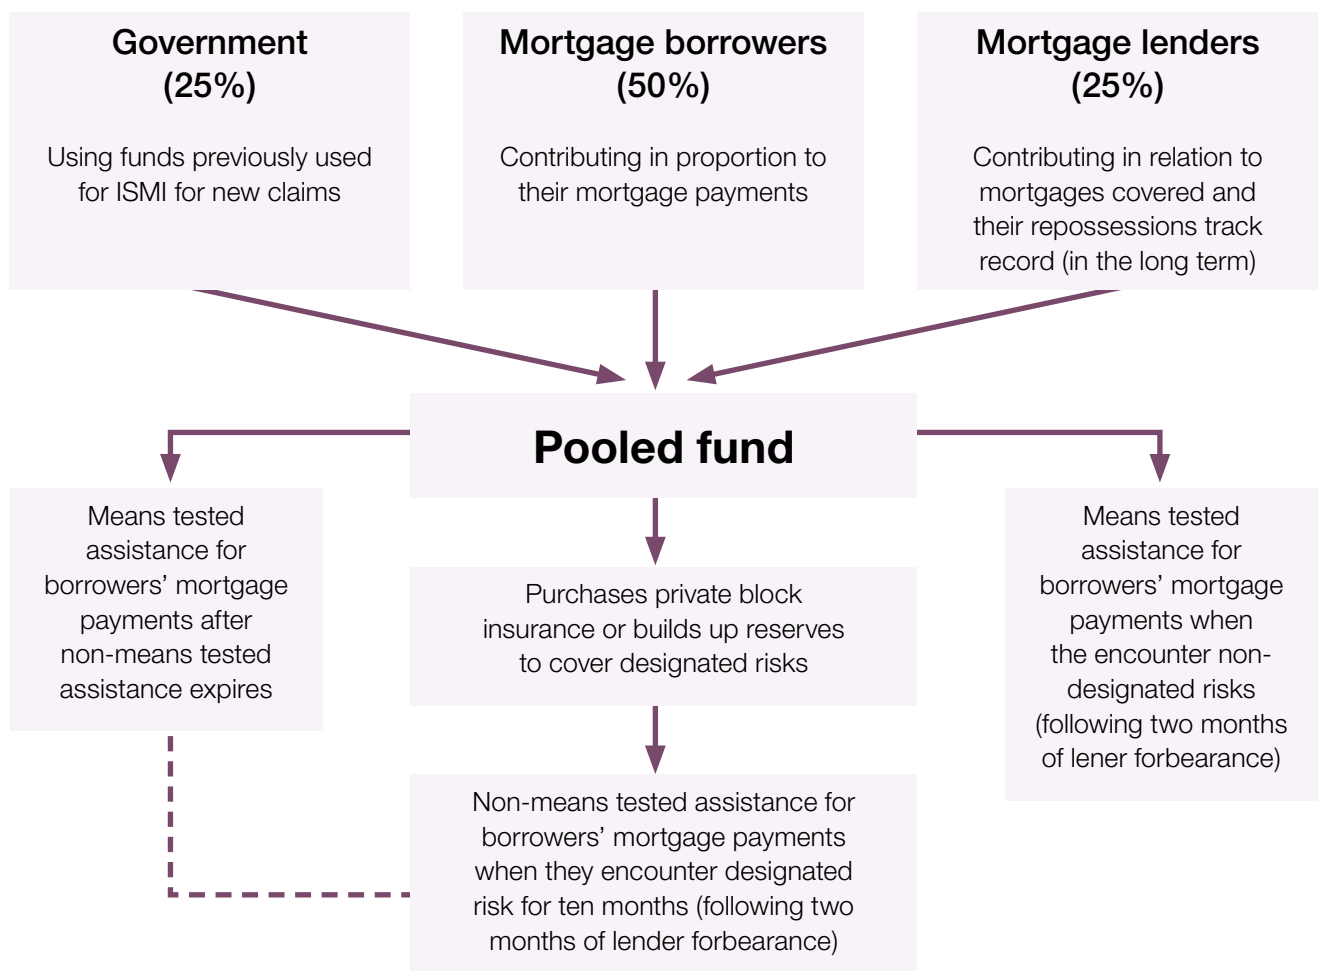 Government
(25%)
Using funds previously used
for ISMI for new claims
Mortgage borrowers
(50%)
Contributing in proportion to
their mortgage payments
Mortgage lenders
(25%)
Contributing in relation to
mortgages covered and
their repossessions track
record (in the long term)
Pooled fund
Means tested
assistance for
borrowers’ mortgage
payments after
non-means tested
assistance expires
Purchases private block
insurance or builds up reserves
to cover designated risks
Means tested
assistance for
borrowers’ mortgage
payments when
the encounter non-
designated risks
(following two months
of lener forbearance)
Non-means tested assistance for
borrowers’ mortgage payments
when they encounter designated
risk for ten months (following two
months of lender forbearance)